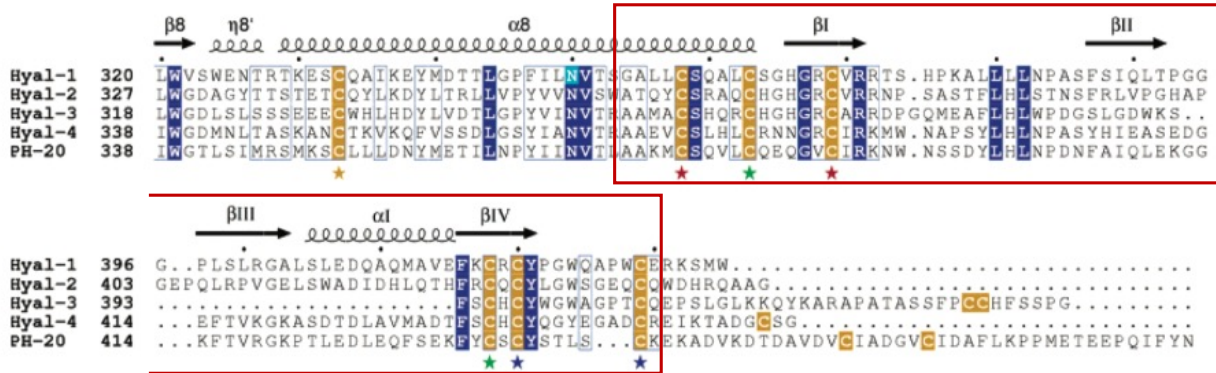 β8 η8' α8 βI βII
Hyal-1 320 LWVSWENTRTKESCQAIKEYMDTTLGPFILNVTSGALLCSQALCSGHGRCVRRTS.HPKALLLLNPASFSIQLTPGG
Hyal-2 327 LWGDAGYTTSTETCQYLKDYLTRLLVPYVVNVSWATQYCSRAQCHGHGRCVRRNP.SASTFLHLSTNSFRLVPGHAP
Hyal-3 318 LWGDLSLSSSEEECWHLHDYLVDTLGPYVINVTRAAMACSHQRCHGHGRCARRDPGQMEAFLHLWPDGSLGDWKS..
Hyal-4 338 IWGDMNLTASKANCTKVKQFVSSDLGSYIANVTRAAEVCSLHLCRNNGRCIRKMW.NAPSYLHLNPASYHIEASEDG
PH-20 338 IWGTLSIMRSMKSCLLLDNYMETILNPYIINVTLAAKMCSQVLCQEQGVCIRKNW.NSSDYLHLNPDNFAIQLEKGG
βIII αI βIV
Hyal-1 396 G..PLSLRGALSLEDQAQMAVEFKCRCYPGWQAPWCERKSMW..................................
Hyal-2 403 GEPQLRPVGELSWADIDHLQTHFRCQCYLGWSGEQCQWDHRQAAG...............................
Hyal-3 393 ......................FSCHCYWGWAGPTCQEPSLGLKKQYKARAPATASSFPCCHFSSPG.........
Hyal-4 414 ...EFTVKGKASDTDLAVMADTFSCHCYQGYEGADCREIKTADGCSG.............................
PH-20 414 ...KFTVRGKPTLEDLEQFSEKFYCSCYSTLS...CKEKADVKDTDAVDVCIADGVCIDAFLKPPMETEEPQIFYN